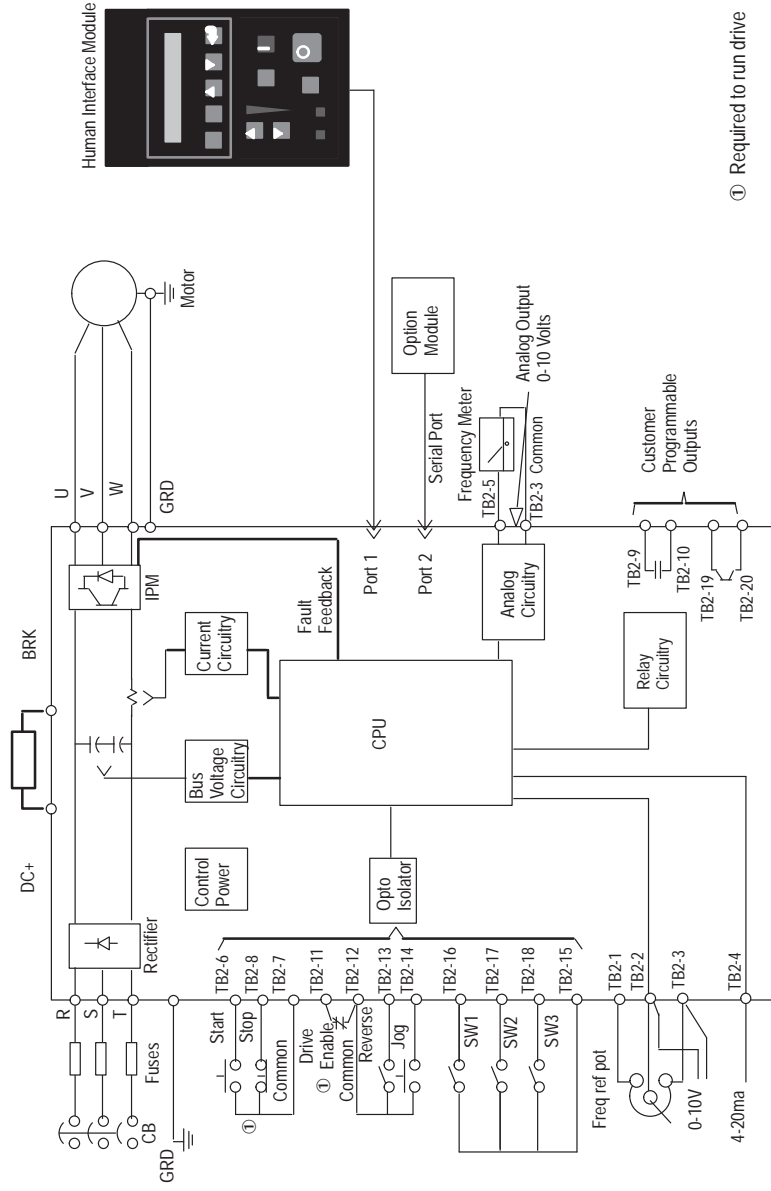 Human Interface Module
① Required to run drive
Motor
U
V
W
GRD
BRK
DC+
IPM
Rectifier
R
S
T
Fuses
CB
GRD
Current
Circuitry
Bus
Voltage
Circuitry
Control
Power
Fault
Feedback
CPU
Opto
Isolator
Port 1
Port 2
Serial Port
Option
Module
Analog
Circuitry
Frequency Meter
TB2-5
TB2-3 Common
Analog Output
0-10 Volts
Relay
Circuitry
TB2-9
TB2-10
TB2-19
TB2-20
Customer
Programmable
Outputs
Start
Stop
Common
①
Drive
① Enable
Common
Reverse
Jog
SW1
SW2
SW3
TB2-6
TB2-8
TB2-7
TB2-11
TB2-12
TB2-13
TB2-14
TB2-16
TB2-17
TB2-18
TB2-15
TB2-1
TB2-2
TB2-3
TB2-4
Freq ref pot
0-10V
4-20ma